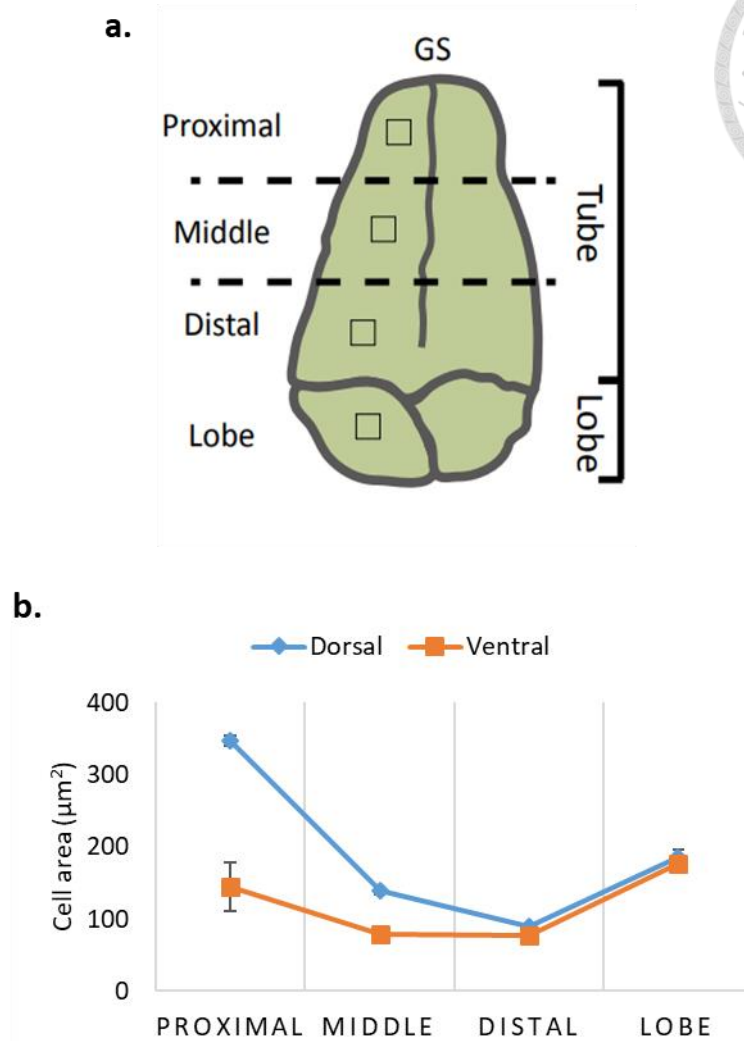 a.
GS
Proximal
Middle
Distal
Lobe
Tube
Lobe
b.
Dorsal Ventral
400
300
200
100
0
Cell area (µm²)
PROXIMAL MIDDLE DISTAL LOBE